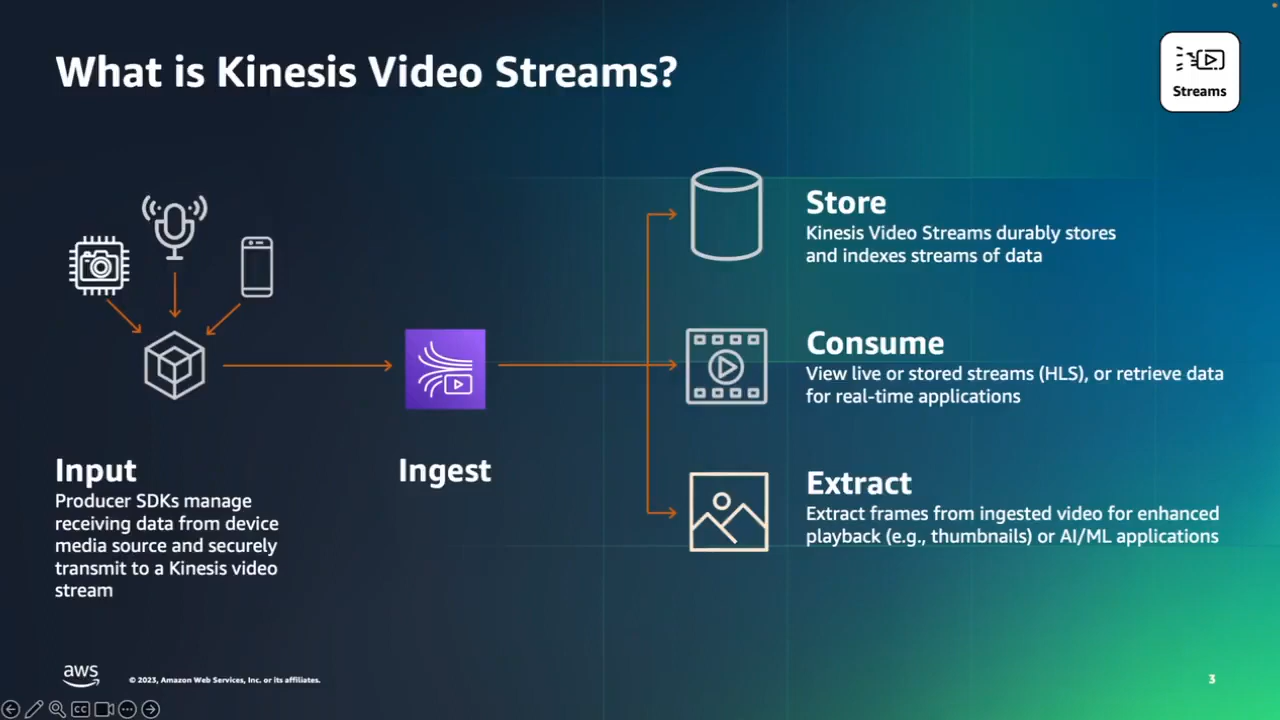 What is Kinesis Video Streams?
Streams
Store
Kinesis Video Streams durably stores
and indexes streams of data
Consume
View live or stored streams (HLS), or retrieve data
for real-time applications
Input
Producer SDKs manage
receiving data from device
media source and securely
transmit to a Kinesis video
stream
Ingest
Extract
Extract frames from ingested video for enhanced
playback (e.g., thumbnails) or AI/ML applications
aws
© 2023, Amazon Web Services, Inc. or its affiliates.
3
CC